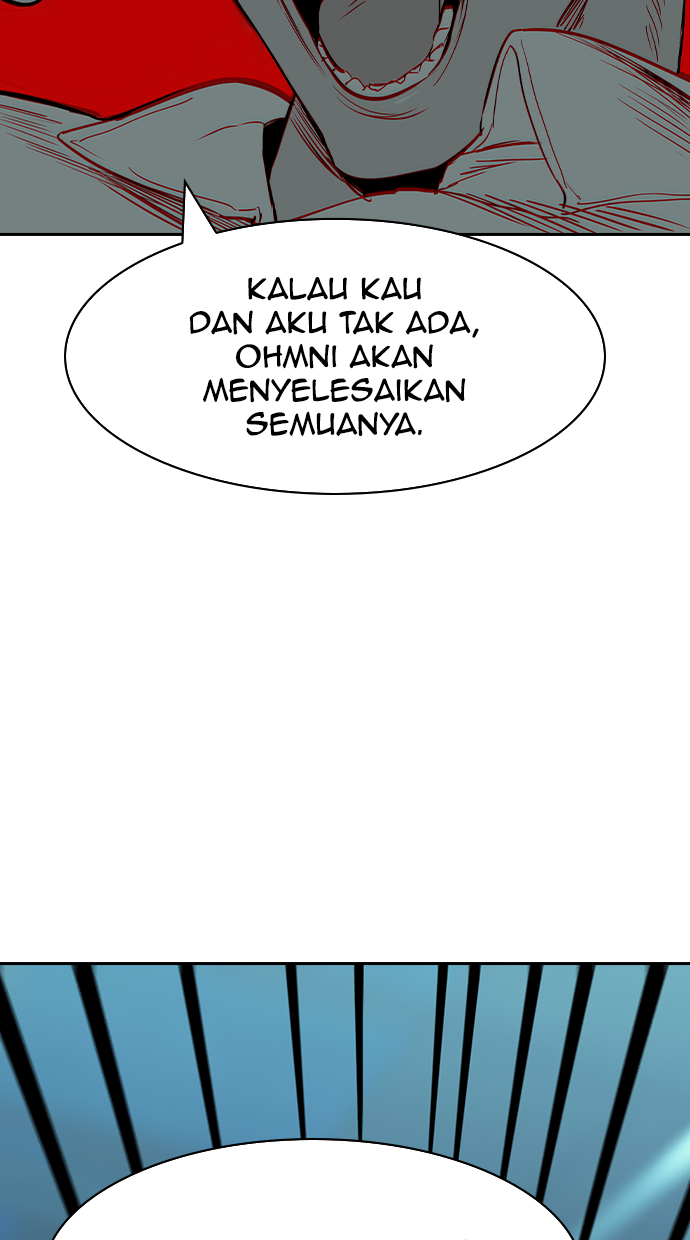 KALAU KAU
DAN AKU TAK ADA,
OHMNI AKAN
MENYELESAIKAN
SEMUANYA.